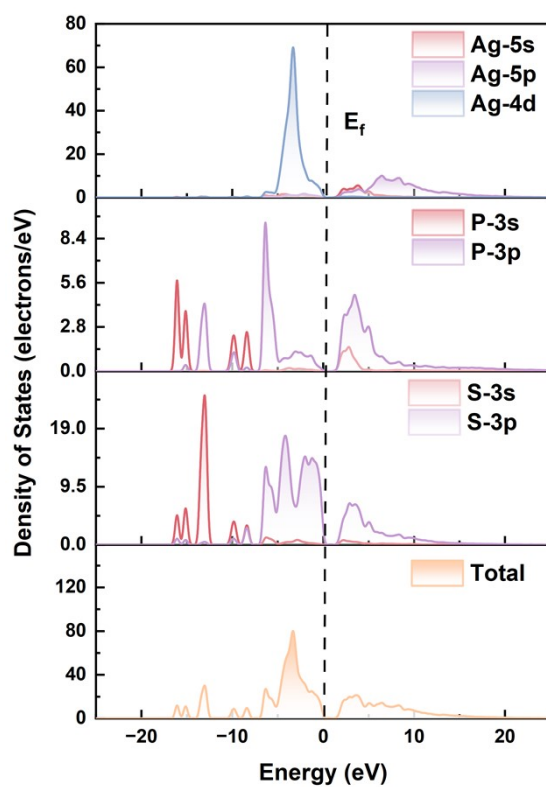 Density of States (electrons/eV)
80
60
40
20
0
Ag-5s
Ag-5p
Ag-4d
E_f
8.4
5.6
2.8
0.0
P-3s
P-3p
19.0
9.5
0.0
S-3s
S-3p
120
80
40
0
Total
−20 −10 0 10 20
Energy (eV)